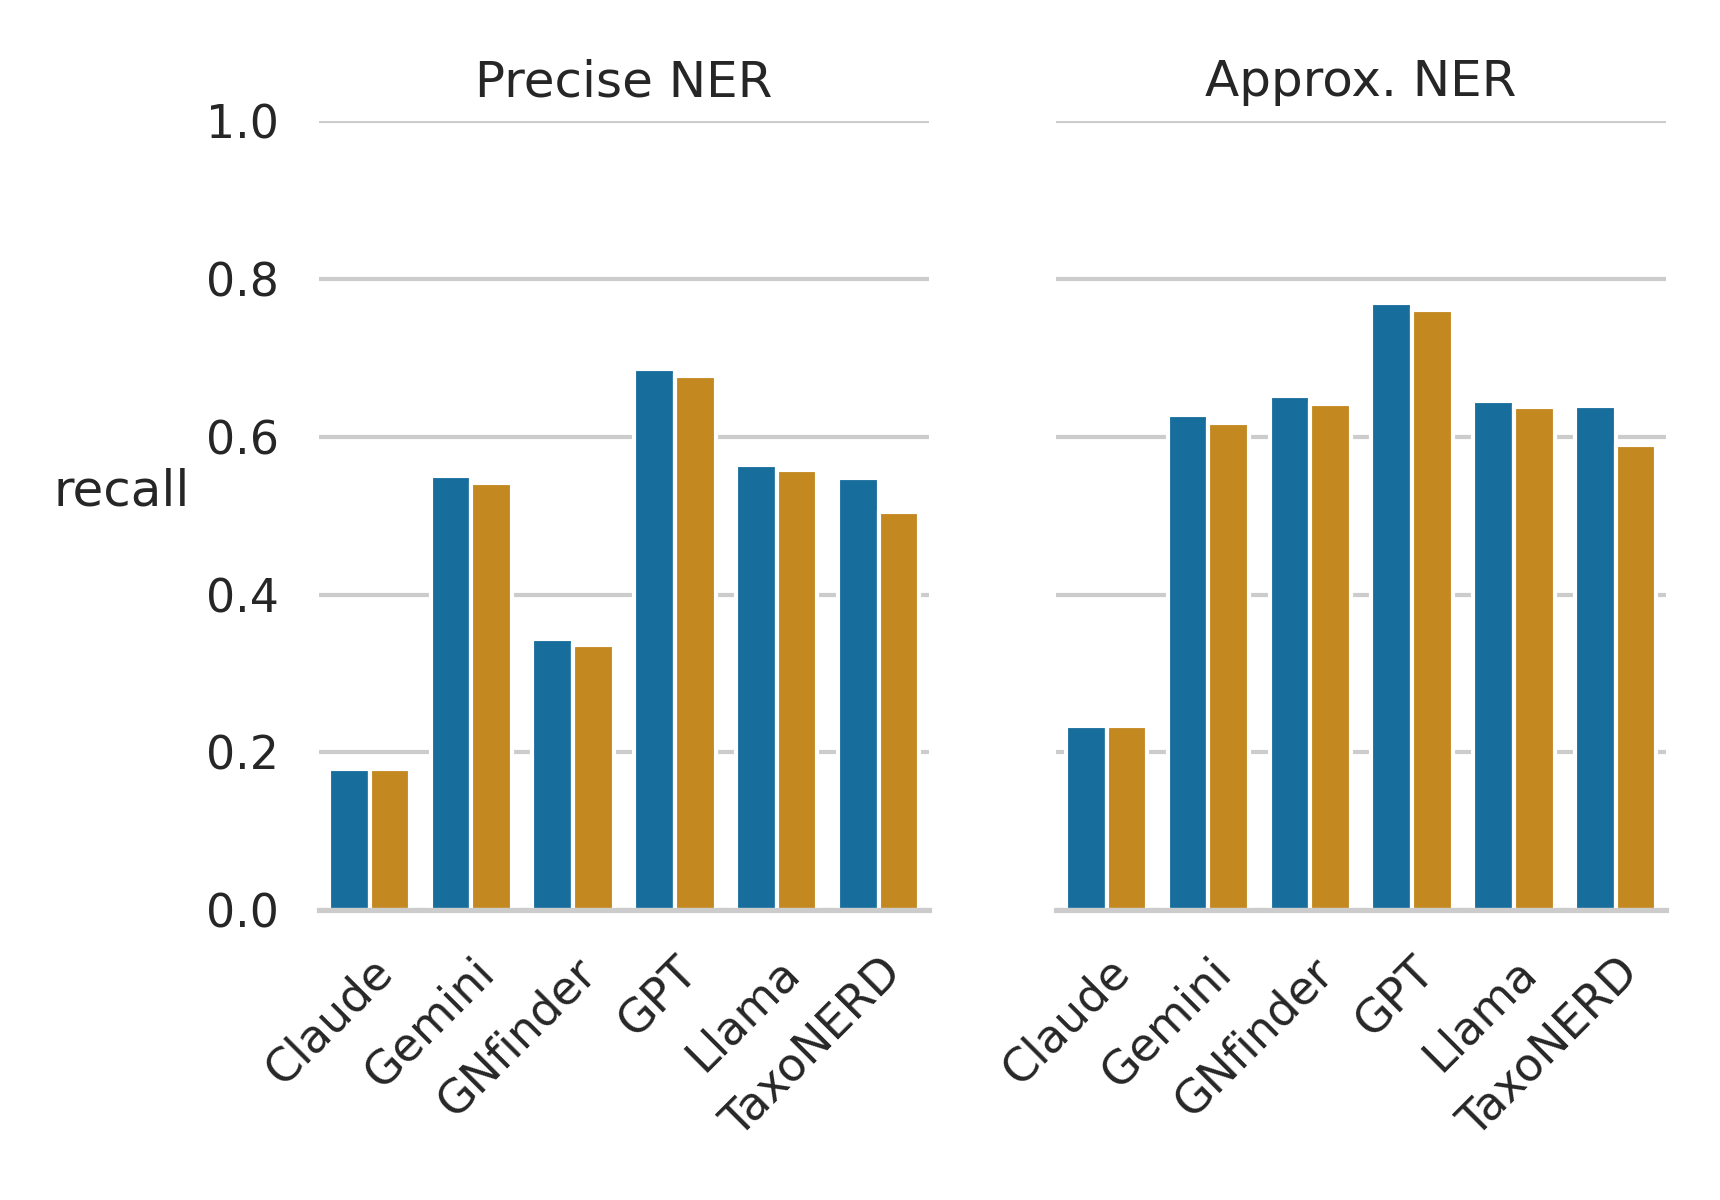 Precise NER
Approx. NER
1.0
0.8
0.6
recall
0.4
0.2
0.0
Claude
Gemini
GNfinder
GPT
Llama
TaxoNERD
Claude
Gemini
GNfinder
GPT
Llama
TaxoNERD